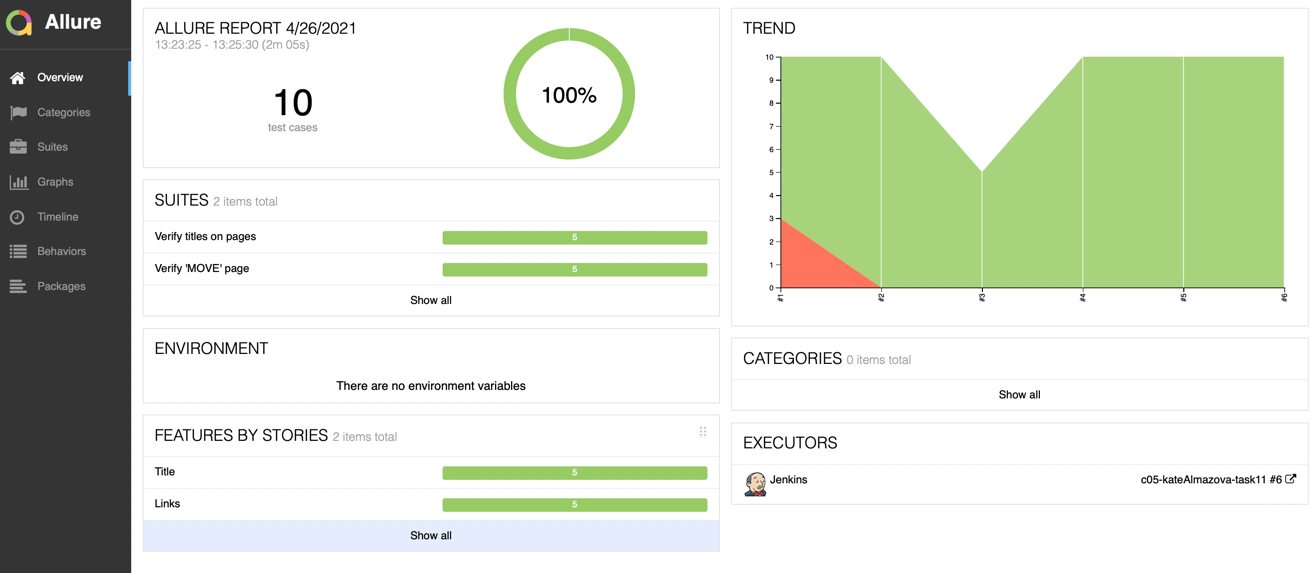 Allure
Overview
Categories
Suites
Graphs
Timeline
Behaviors
Packages
ALLURE REPORT 4/26/2021
13:23:25 - 13:25:30 (2m 05s)
10
test cases
100%
SUITES 2 items total
Verify titles on pages 5
Verify 'MOVE' page 5
Show all
ENVIRONMENT
There are no environment variables
FEATURES BY STORIES 2 items total
Title 5
Links 5
Show all
TREND
10
9
8
7
6
5
4
3
2
1
0
#1 #2 #3 #4 #5 #6
CATEGORIES 0 items total
Show all
EXECUTORS
Jenkins c05-kateAlmazova-task11 #6